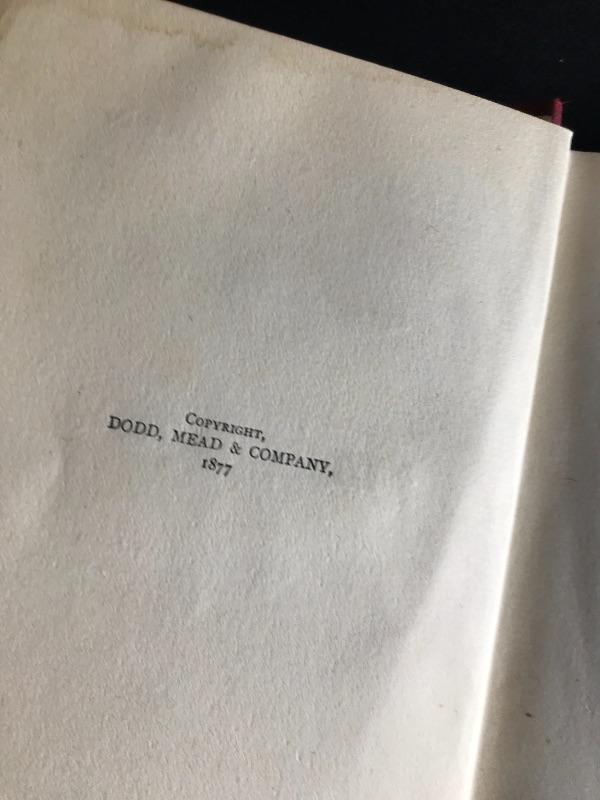 COPYRIGHT,
DODD, MEAD & COMPANY,
1877